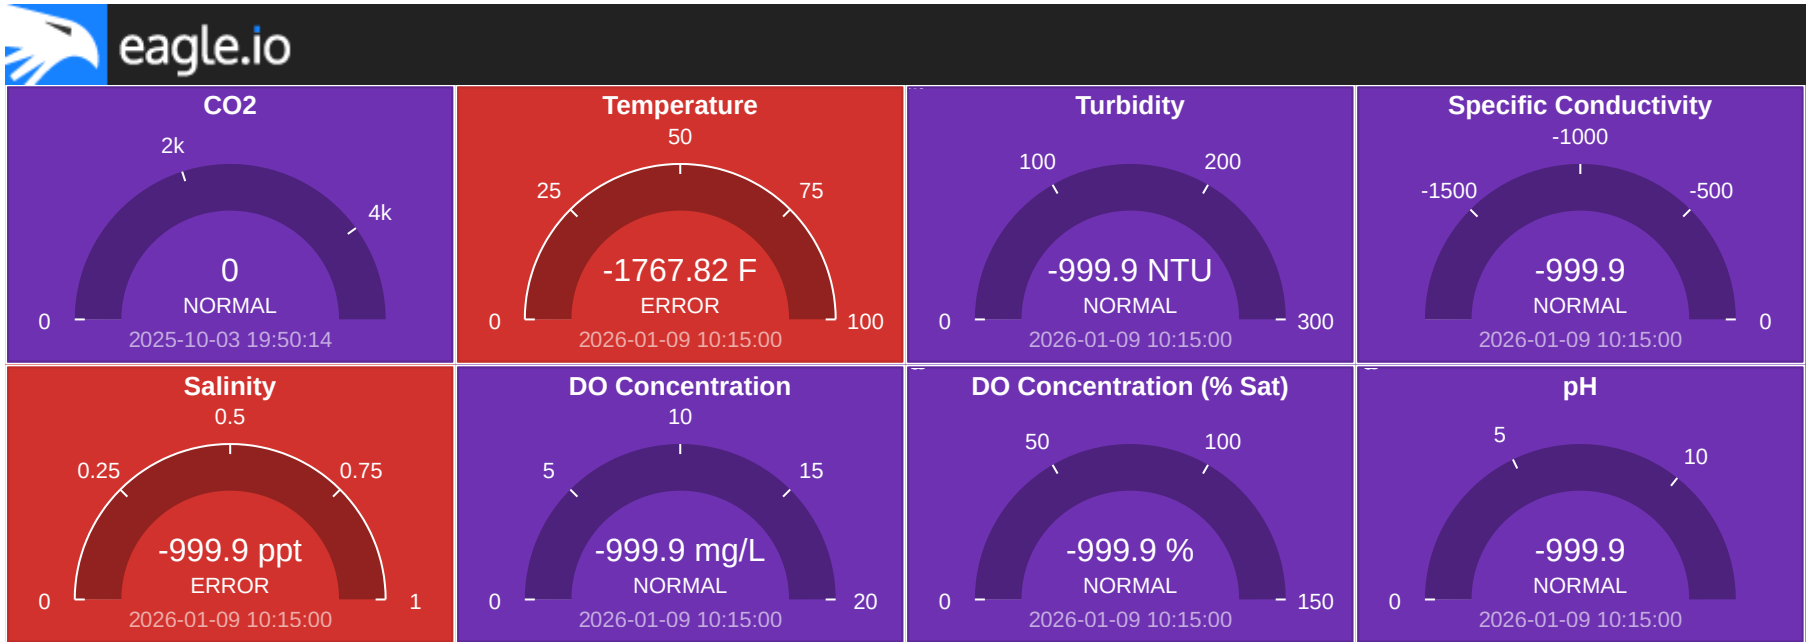 eagle.io
CO2
2k
4k
0
0
NORMAL
2025-10-03 19:50:14
Temperature
50
25
75
-1767.82 F
ERROR
0
100
2026-01-09 10:15:00
Turbidity
100
200
-999.9 NTU
NORMAL
0
300
2026-01-09 10:15:00
Specific Conductivity
-1000
-1500
-500
-999.9
NORMAL
0
2026-01-09 10:15:00
Salinity
0.5
0.25
0.75
-999.9 ppt
ERROR
0
1
2026-01-09 10:15:00
DO Concentration
10
5
15
-999.9 mg/L
NORMAL
0
20
2026-01-09 10:15:00
DO Concentration (% Sat)
50
100
-999.9 %
NORMAL
0
150
2026-01-09 10:15:00
pH
5
10
-999.9
NORMAL
0
2026-01-09 10:15:00